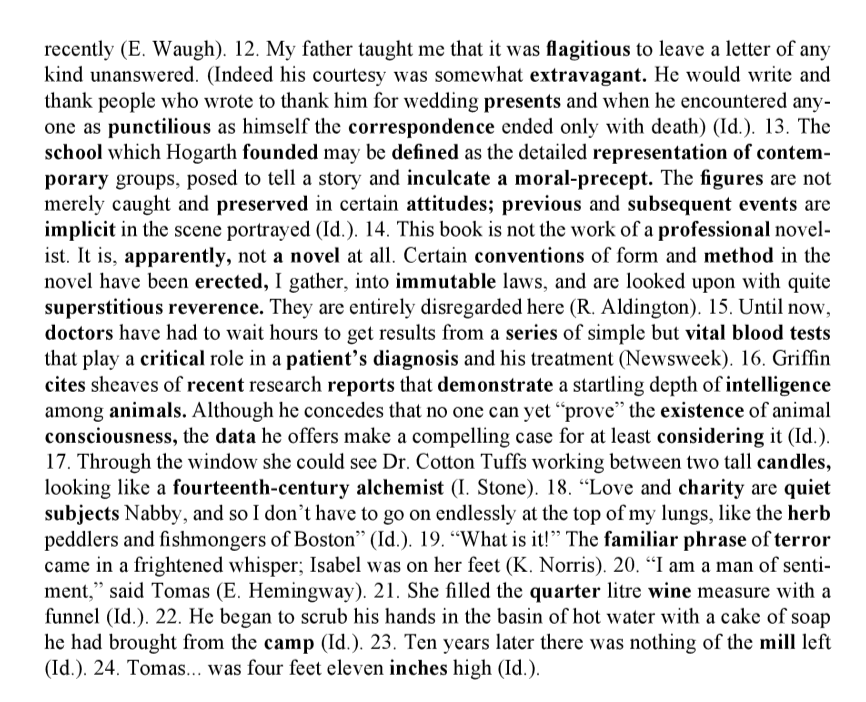 recently (E. Waugh). 12. My father taught me that it was flagitious to leave a letter of any
kind unanswered. (Indeed his courtesy was somewhat extravagant. He would write and
thank people who wrote to thank him for wedding presents and when he encountered any-
one as punctilious as himself the correspondence ended only with death) (Id.). 13. The
school which Hogarth founded may be defined as the detailed representation of contem-
porary groups, posed to tell a story and inculcate a moral-precept. The figures are not
merely caught and preserved in certain attitudes; previous and subsequent events are
implicit in the scene portrayed (Id.). 14. This book is not the work of a professional novel-
ist. It is, apparently, not a novel at all. Certain conventions of form and method in the
novel have been erected, I gather, into immutable laws, and are looked upon with quite
superstitious reverence. They are entirely disregarded here (R. Aldington). 15. Until now,
doctors have had to wait hours to get results from a series of simple but vital blood tests
that play a critical role in a patient's diagnosis and his treatment (Newsweek). 16. Griffin
cites sheaves of recent research reports that demonstrate a startling depth of intelligence
among animals. Although he concedes that no one can yet “prove” the existence of animal
consciousness, the data he offers make a compelling case for at least considering it (Id.).
17. Through the window she could see Dr. Cotton Tuffs working between two tall candles,
looking like a fourteenth-century alchemist (I. Stone). 18. “Love and charity are quiet
subjects Nabby, and so I don't have to go on endlessly at the top of my lungs, like the herb
peddlers and fishmongers of Boston” (Id.). 19. “What is it!” The familiar phrase of terror
came in a frightened whisper; Isabel was on her feet (K. Norris). 20. “I am a man of senti-
ment,” said Tomas (E. Hemingway). 21. She filled the quarter litre wine measure with a
funnel (Id.). 22. He began to scrub his hands in the basin of hot water with a cake of soap
he had brought from the camp (Id.). 23. Ten years later there was nothing of the mill left
(Id.). 24. Tomas... was four feet eleven inches high (Id.).